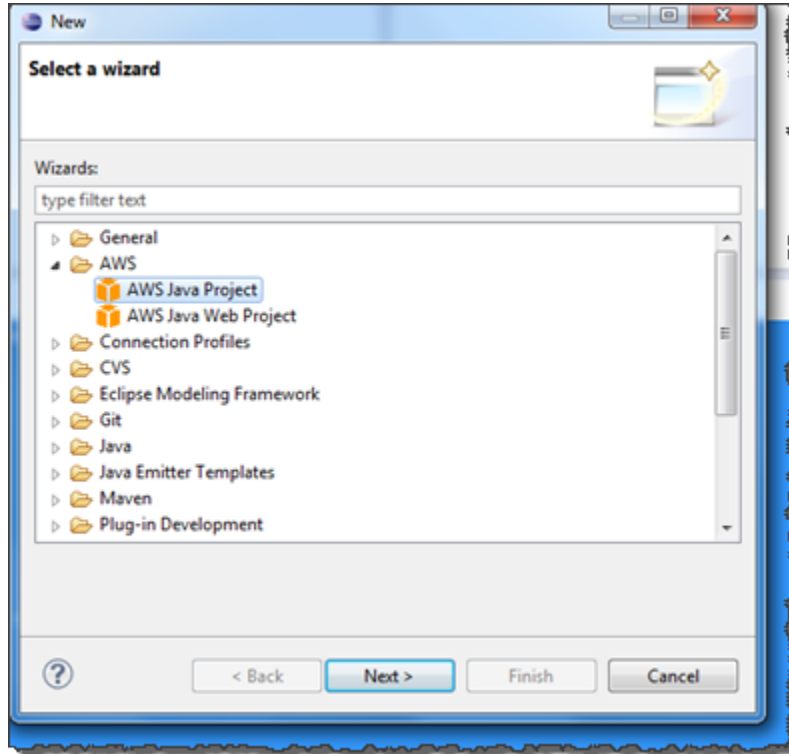 New
Select a wizard
Wizards:
type filter text
General
AWS
AWS Java Project
AWS Java Web Project
Connection Profiles
CVS
Eclipse Modeling Framework
Git
Java
Java Emitter Templates
Maven
Plug-in Development
? < Back Next > Finish Cancel